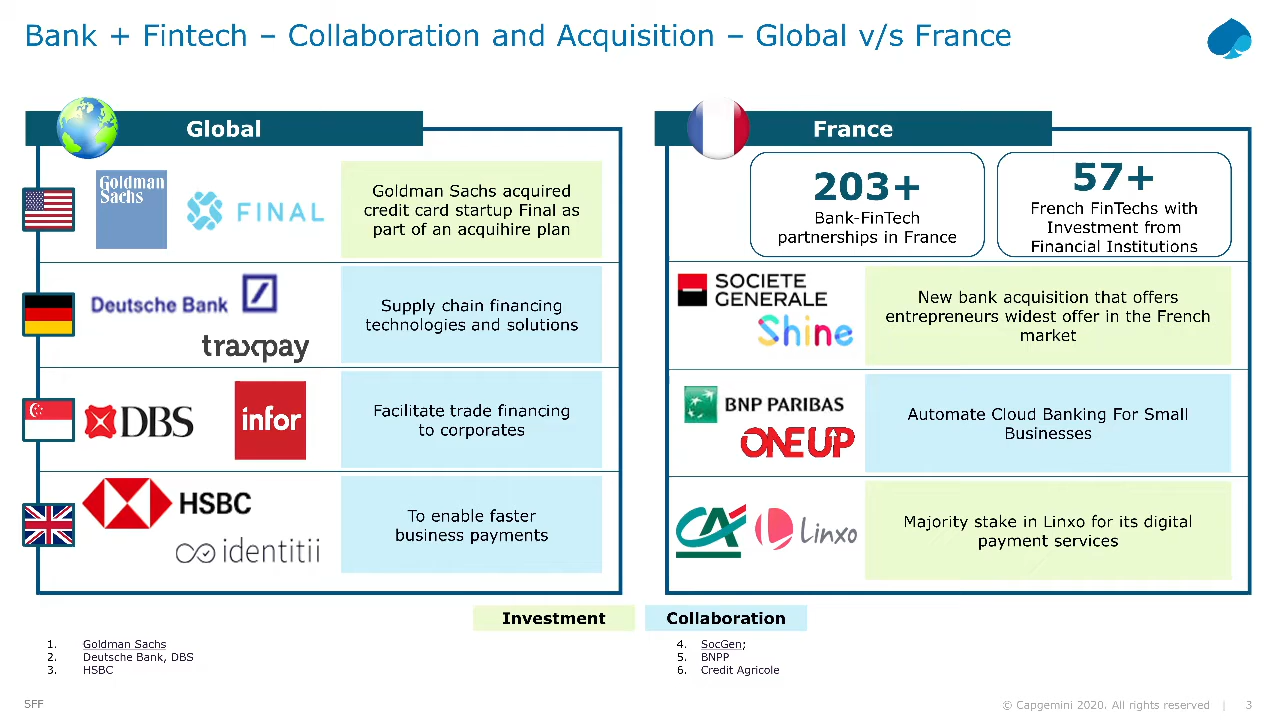 Bank + Fintech – Collaboration and Acquisition – Global v/s France
Global
Goldman
Sachs
FINAL
Goldman Sachs acquired
credit card startup Final as
part of an acquihire plan
Deutsche Bank
traxpay
Supply chain financing
technologies and solutions
DBS
infor
Facilitate trade financing
to corporates
HSBC
identitii
To enable faster
business payments
France
203+
Bank-FinTech
partnerships in France
57+
French FinTechs with
Investment from
Financial Institutions
SOCIETE
GENERALE
Shine
New bank acquisition that offers
entrepreneurs widest offer in the French
market
BNP PARIBAS
ONEUP
Automate Cloud Banking For Small
Businesses
CA
Linxo
Majority stake in Linxo for its digital
payment services
Investment
Collaboration
1. Goldman Sachs
2. Deutsche Bank, DBS
3. HSBC
4. SocGen;
5. BNPP
6. Credit Agricole
SFF
© Capgemini 2020. All rights reserved | 3